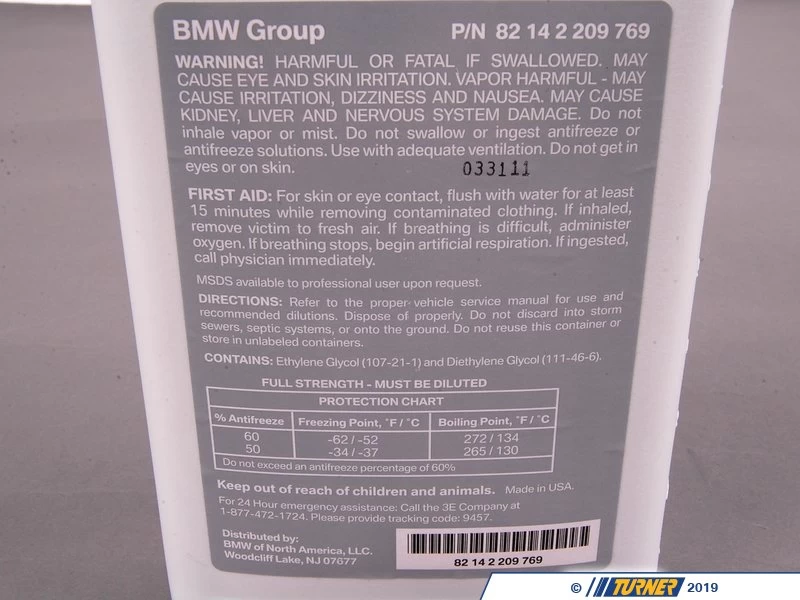 BMW Group P/N 82 14 2 209 769
WARNING! HARMFUL OR FATAL IF SWALLOWED. MAY
CAUSE EYE AND SKIN IRRITATION. VAPOR HARMFUL - MAY
CAUSE IRRITATION, DIZZINESS AND NAUSEA. MAY CAUSE
KIDNEY, LIVER AND NERVOUS SYSTEM DAMAGE. Do not
inhale vapor or mist. Do not swallow or ingest antifreeze or
antifreeze solutions. Use with adequate ventilation. Do not get in
eyes or on skin.
033111
FIRST AID: For skin or eye contact, flush with water for at least
15 minutes while removing contaminated clothing. If inhaled,
remove victim to fresh air. If breathing is difficult, administer
oxygen. If breathing stops, begin artificial respiration. If ingested,
call physician immediately.
MSDS available to professional user upon request.
DIRECTIONS: Refer to the proper vehicle service manual for use and
recommended dilutions. Dispose of properly. Do not discard into storm
sewers, septic systems, or onto the ground. Do not reuse this container or
store in unlabeled containers.
CONTAINS: Ethylene Glycol (107-21-1) and Diethylene Glycol (111-46-6).
FULL STRENGTH - MUST BE DILUTED
PROTECTION CHART
% Antifreeze Freezing Point, °F / °C Boiling Point, °F / °C
60 -62 / -52 272 / 134
50 -34 / -37 265 / 130
Do not exceed an antifreeze percentage of 60%
Keep out of reach of children and animals. Made in USA.
For 24 Hour emergency assistance: Call the 3E Company at
1-877-472-1724. Please provide tracking code: 9457.
Distributed by:
BMW of North America, LLC.
Woodcliff Lake, NJ 07677
82 14 2 209 769
© TURNER 2019